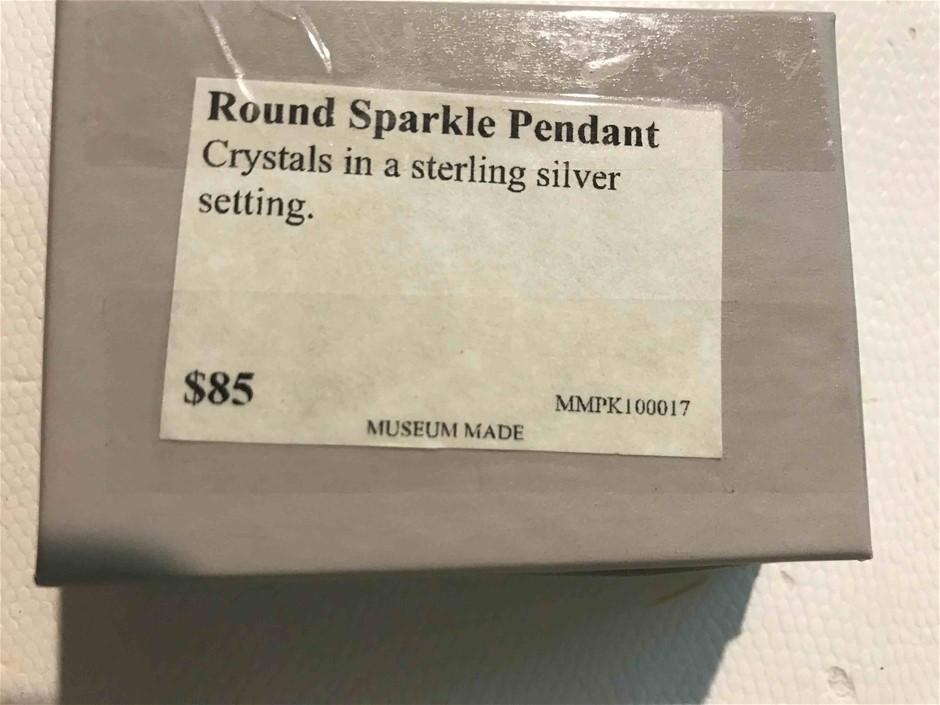 Round Sparkle Pendant
Crystals in a sterling silver
setting.
$85
MMPK100017
MUSEUM MADE